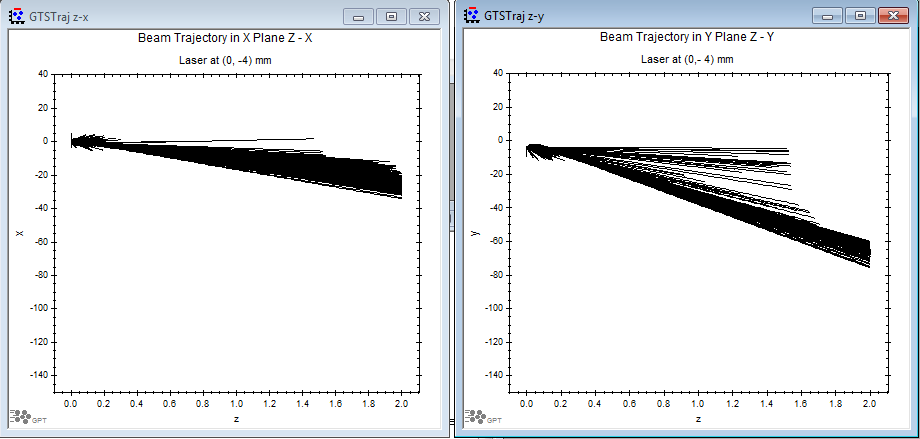 GTSTraj z-x
Beam Trajectory in X Plane Z - X
Laser at (0, -4) mm
40
20
0
-20
-40
-60
-80
-100
-120
-140
x
0.0 0.2 0.4 0.6 0.8 1.0 1.2 1.4 1.6 1.8 2.0
z
GPT
GTSTraj z-y
Beam Trajectory in Y Plane Z - Y
Laser at (0,- 4) mm
40
20
0
-20
-40
-60
-80
-100
-120
-140
y
0.0 0.2 0.4 0.6 0.8 1.0 1.2 1.4 1.6 1.8 2.0
z
GPT